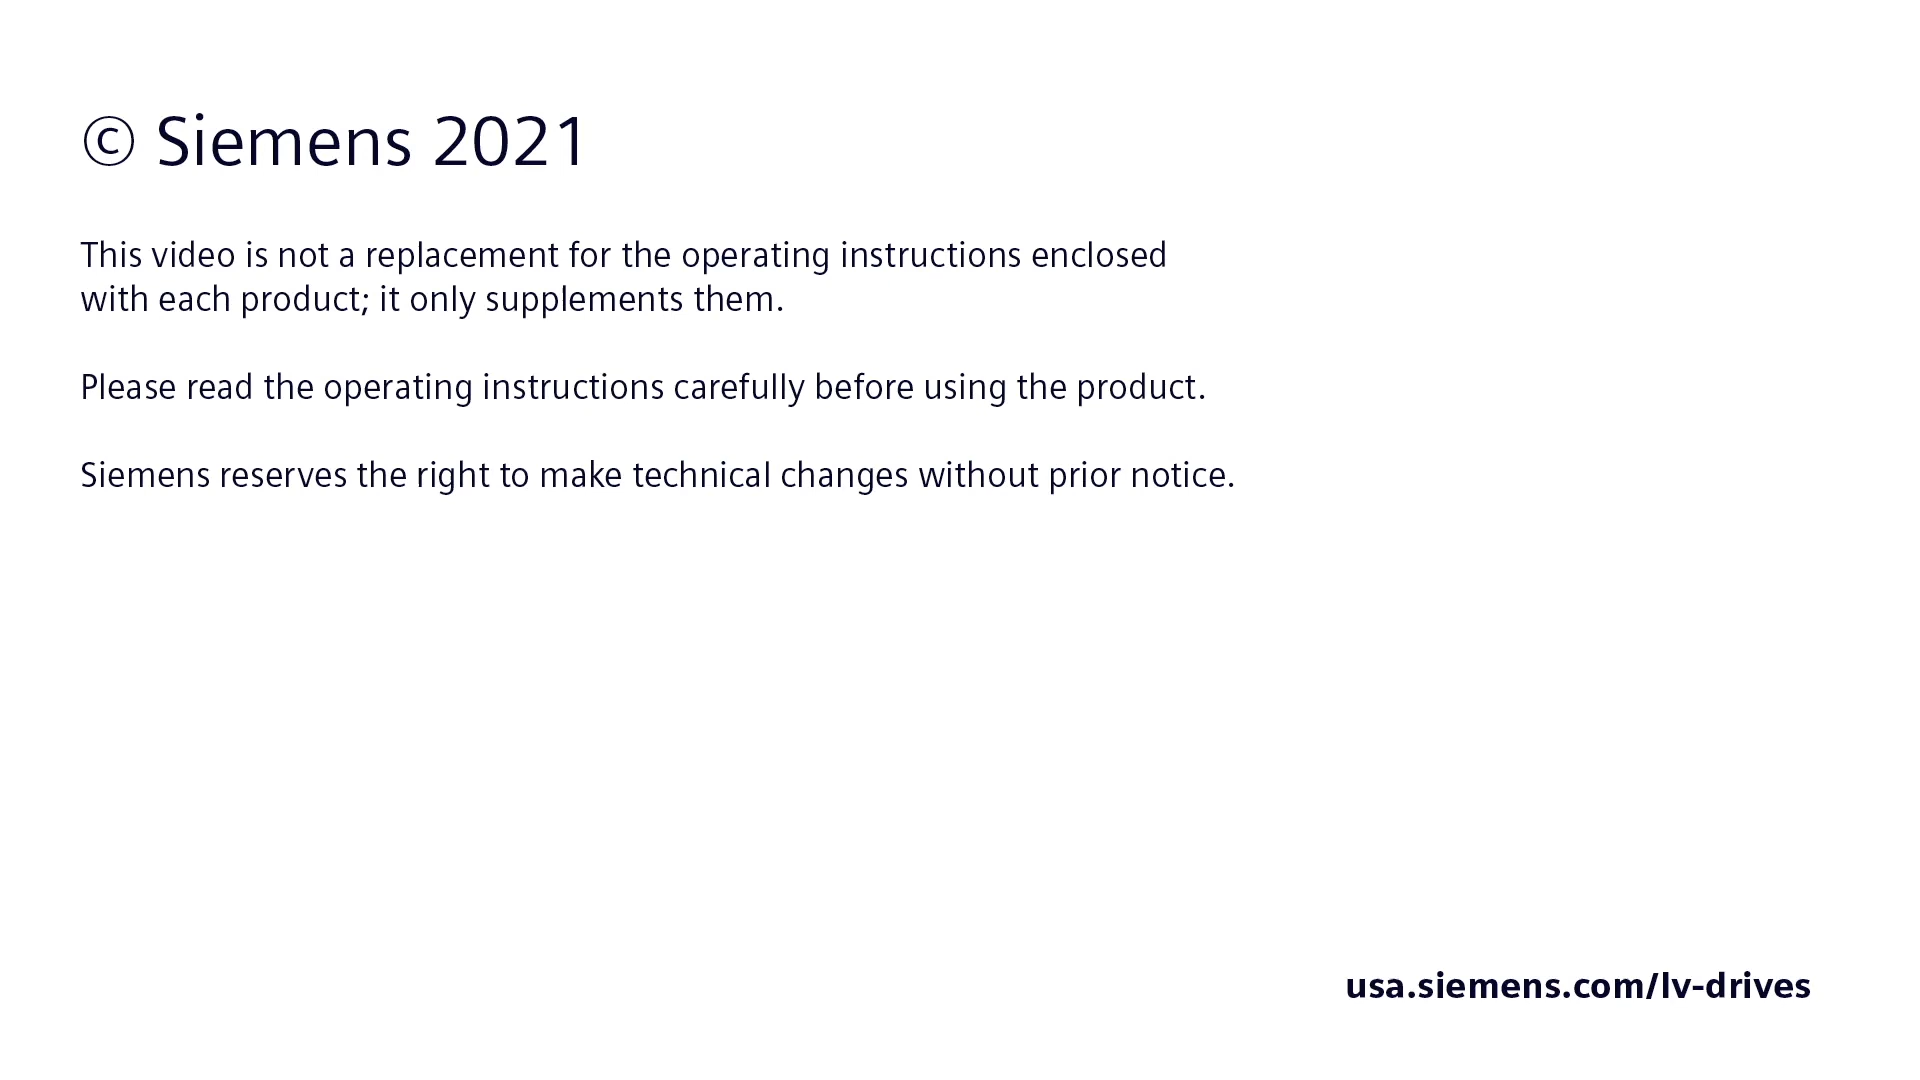 © Siemens 2021
This video is not a replacement for the operating instructions enclosed
with each product; it only supplements them.
Please read the operating instructions carefully before using the product.
Siemens reserves the right to make technical changes without prior notice.
usa.siemens.com/lv-drives